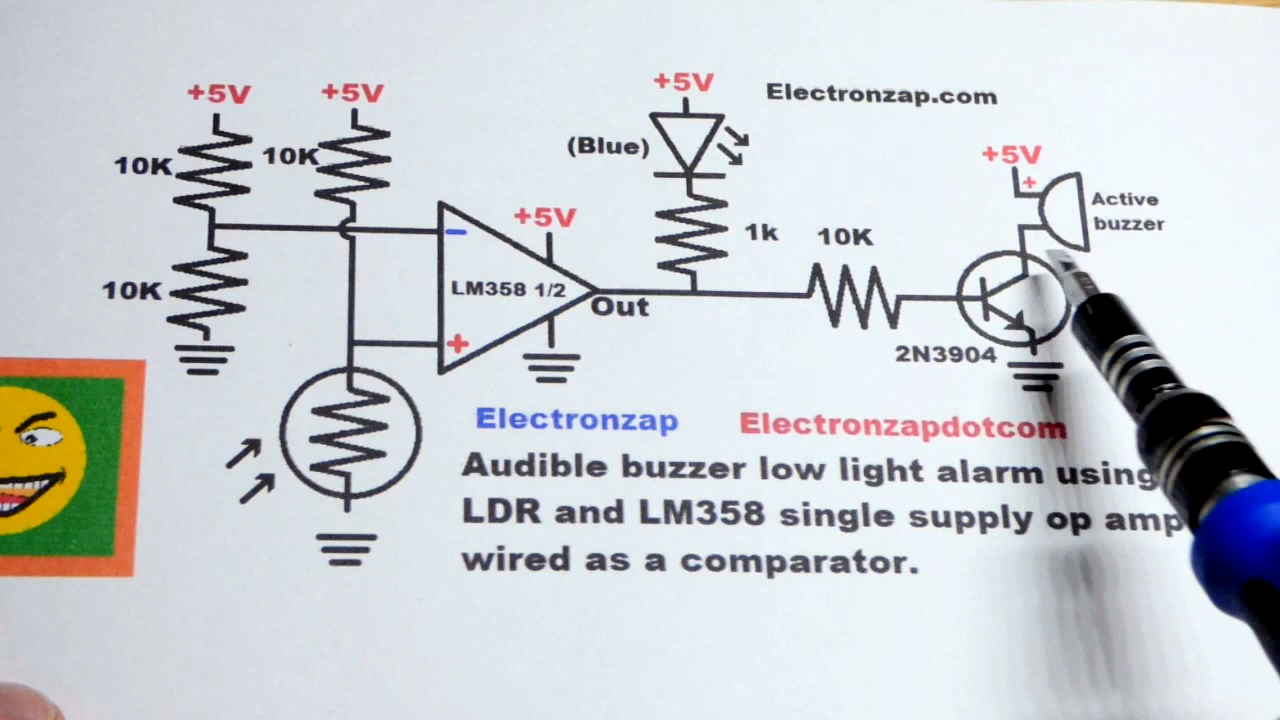 +5V +5V +5V Electronzap.com
10K 10K (Blue) +5V
+ Active
buzzer
+5V 1k 10K
-
10K LM358 1/2 Out
+ 2N3904
Electronzap Electronzapdotcom
Audible buzzer low light alarm using
LDR and LM358 single supply op amp
wired as a comparator.